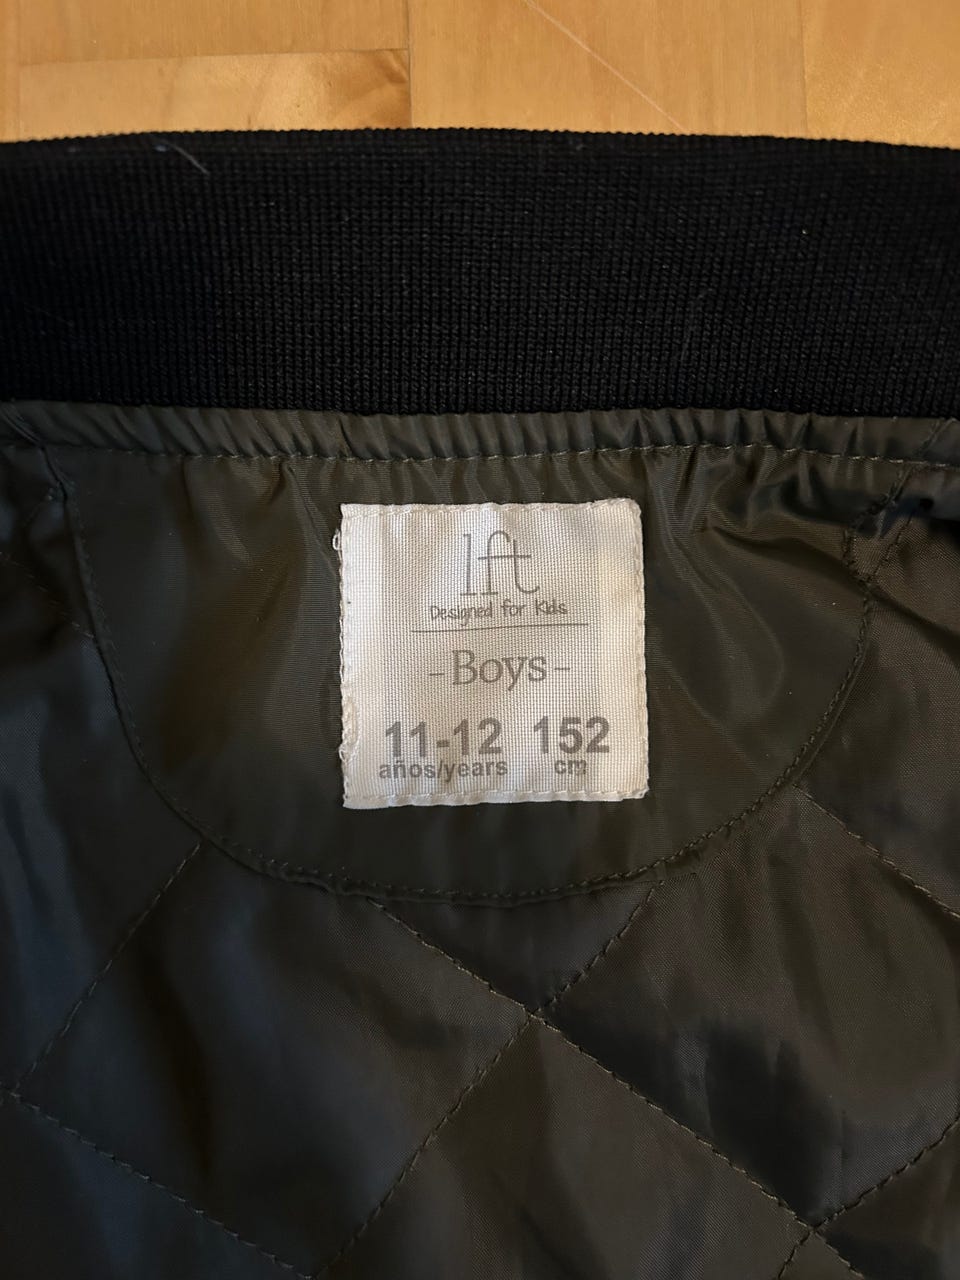 lft
Designed for Kids
-Boys-
11-12 152
años/years cm